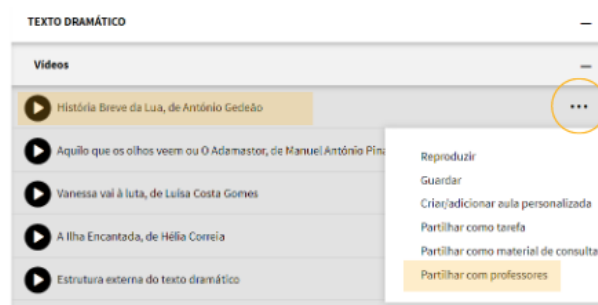 TEXTO DRAMÁTICO
Vídeos
História Breve da Lua, de António Gedeão
Aquilo que os olhos veem ou O Adamastor, de Manuel António Pina
Vanessa vai à luta, de Luísa Costa Gomes
A Ilha Encantada, de Hélia Correia
Estrutura externa do texto dramático
Reproduzir
Guardar
Criar/adicionar aula personalizada
Partilhar como tarefa
Partilhar como material de consulta
Partilhar com professores